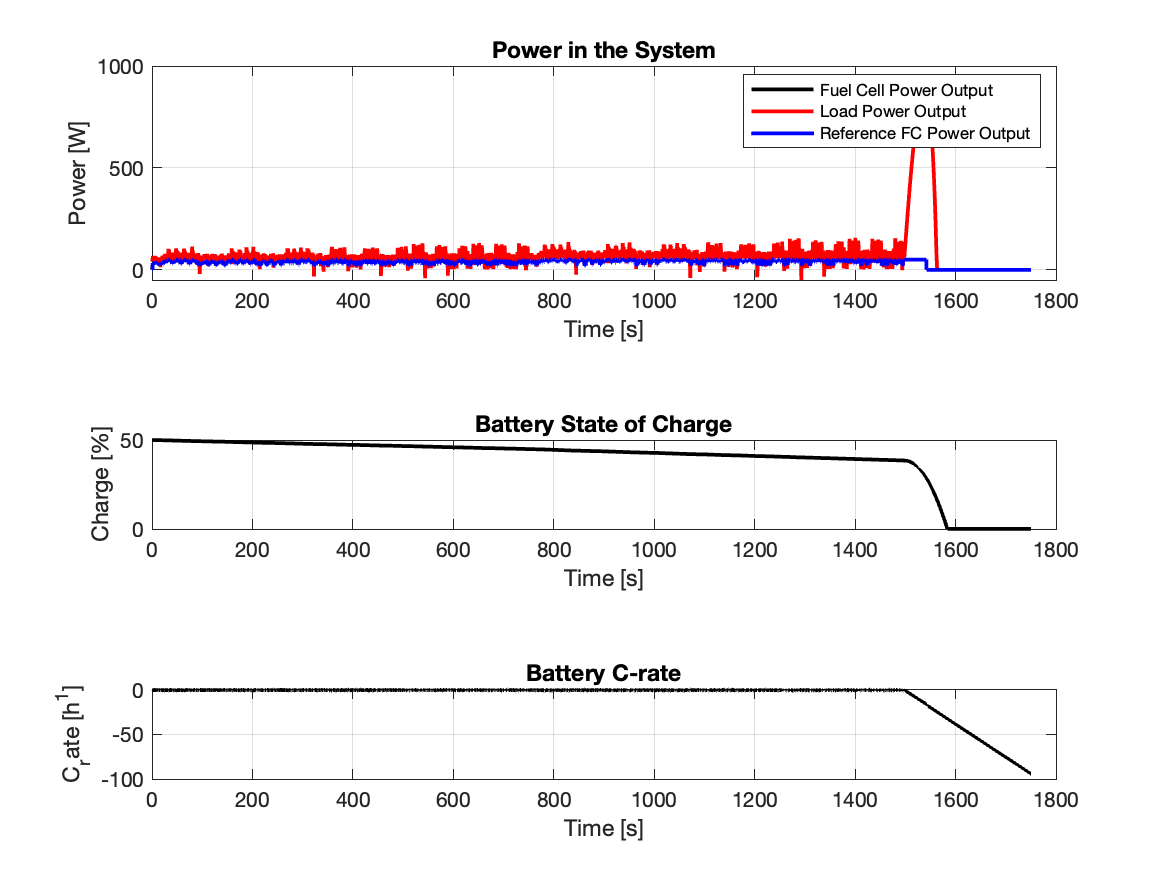 Power in the System
1000
500
0
Power [W]
Fuel Cell Power Output
Load Power Output
Reference FC Power Output
0 200 400 600 800 1000 1200 1400 1600 1800
Time [s]
Battery State of Charge
50
0
Charge [%]
0 200 400 600 800 1000 1200 1400 1600 1800
Time [s]
Battery C-rate
0
-50
-100
C_rate [h^1]
0 200 400 600 800 1000 1200 1400 1600 1800
Time [s]